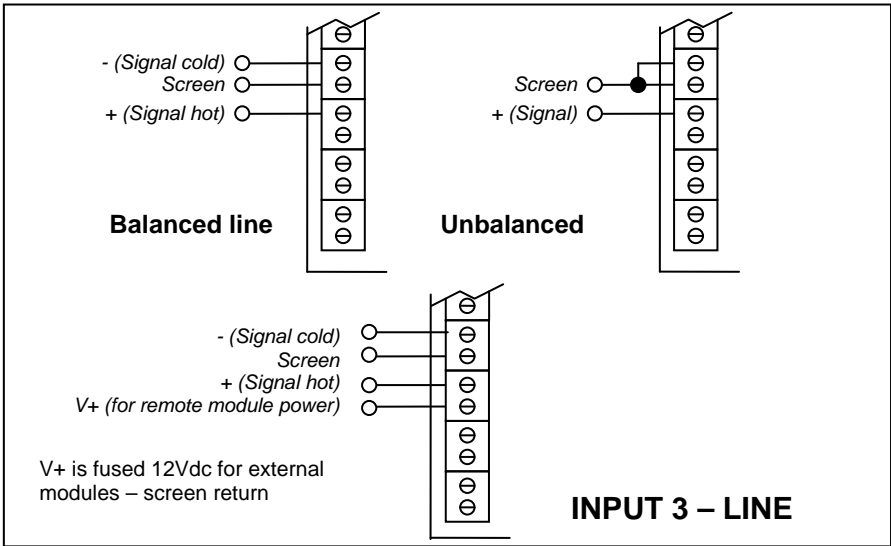 - (Signal cold)
Screen
+ (Signal hot)
Balanced line
Screen
+ (Signal)
Unbalanced
- (Signal cold)
Screen
+ (Signal hot)
V+ (for remote module power)
V+ is fused 12Vdc for external
modules – screen return
INPUT 3 – LINE